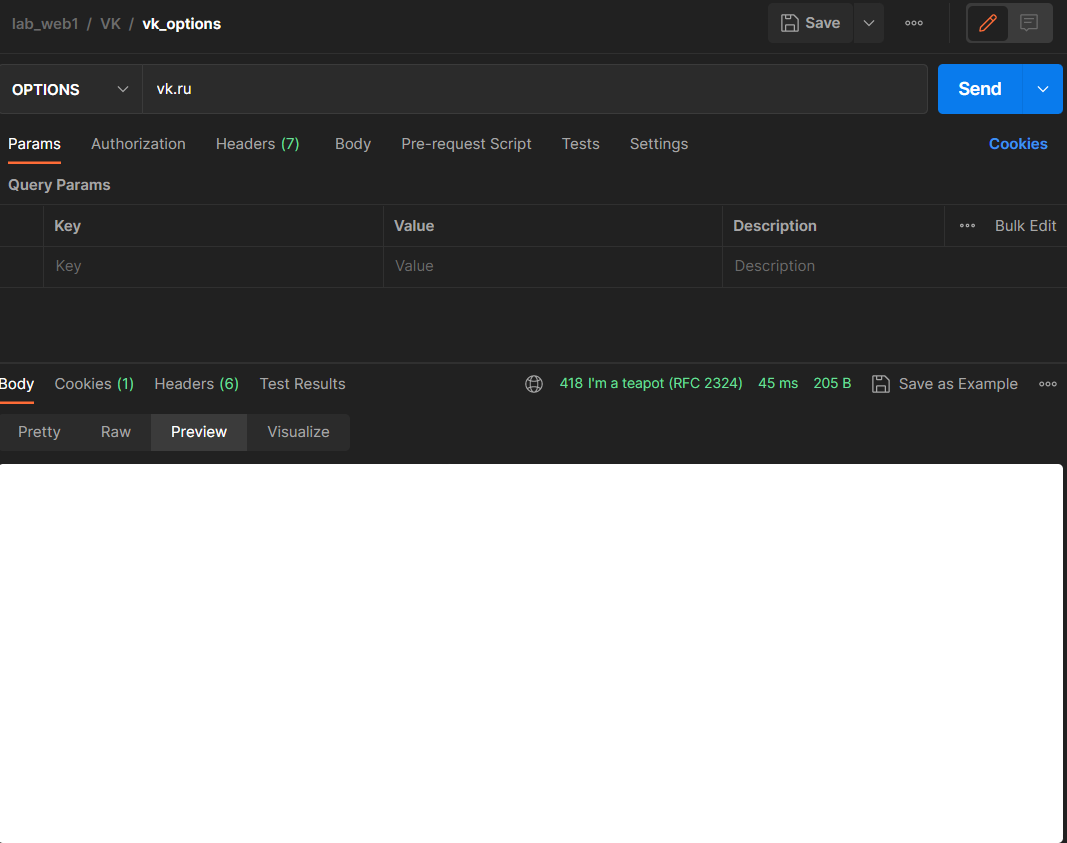 lab_web1 / VK / vk_options Save
OPTIONS vk.ru Send
Params Authorization Headers (7) Body Pre-request Script Tests Settings Cookies
Query Params
Key Value Description Bulk Edit
Key Value Description
Body Cookies (1) Headers (6) Test Results 418 I'm a teapot (RFC 2324) 45 ms 205 B Save as Example
Pretty Raw Preview Visualize